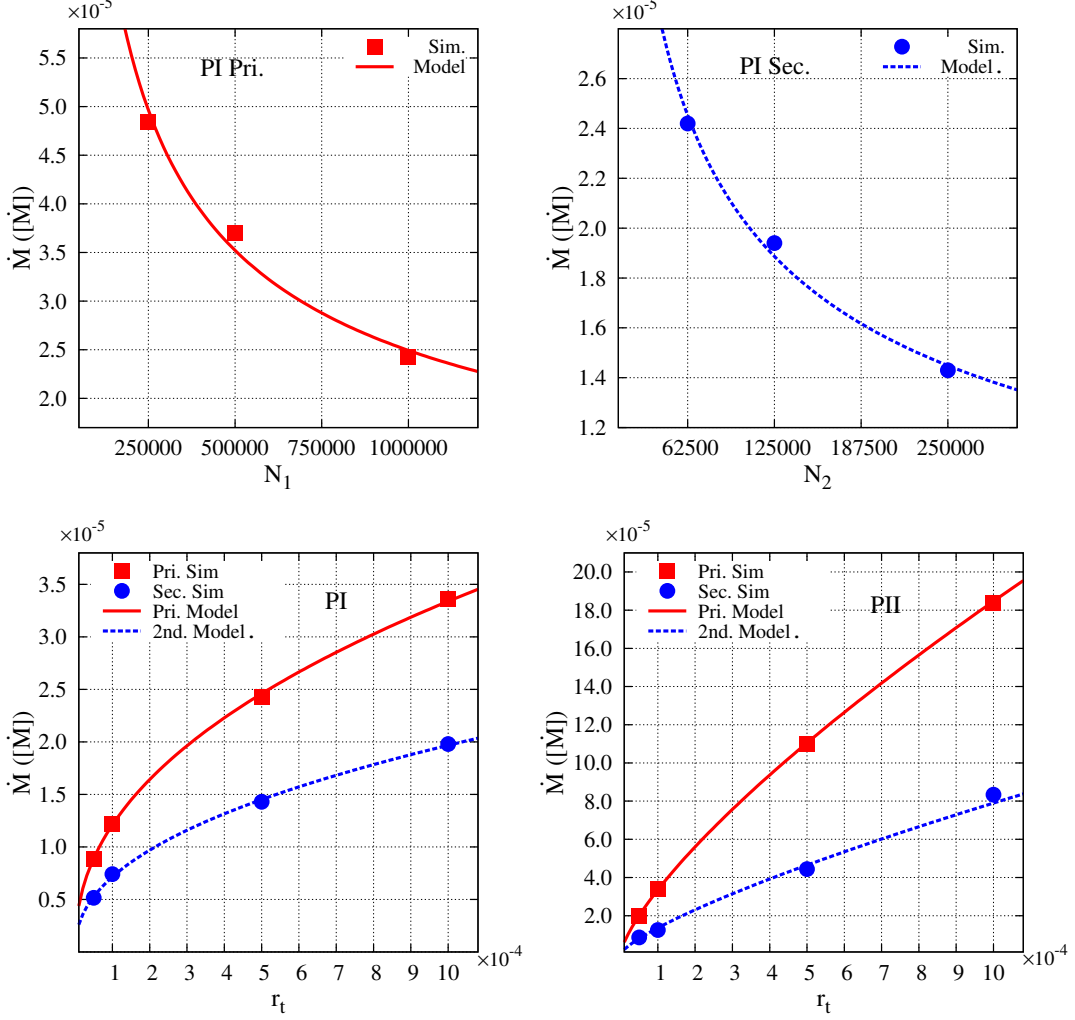 ×10⁻⁵
PI Pri.
Sim.
Model
5.0
4.5
4.0
3.5
3.0
2.5
2.0
Ṁ ([Ṁ])
250000 500000 750000 1000000
N₁
×10⁻⁵
PI Sec.
Sim.
Model.
2.6
2.4
2.2
2.0
1.8
1.6
1.4
1.2
Ṁ ([Ṁ])
62500 125000 187500 250000
N₂
×10⁻⁵
Pri. Sim
Sec. Sim
Pri. Model
2nd. Model.
PI
3.5
3.0
2.5
2.0
1.5
1.0
0.5
Ṁ ([Ṁ])
1 2 3 4 5 6 7 8 9 10
×10⁻⁴
rₜ
×10⁻⁵
Pri. Sim
Sec. Sim
Pri. Model
2nd. Model.
PII
20.0
18.0
16.0
14.0
12.0
10.0
8.0
6.0
4.0
2.0
Ṁ ([Ṁ])
1 2 3 4 5 6 7 8 9 10
×10⁻⁴
rₜ